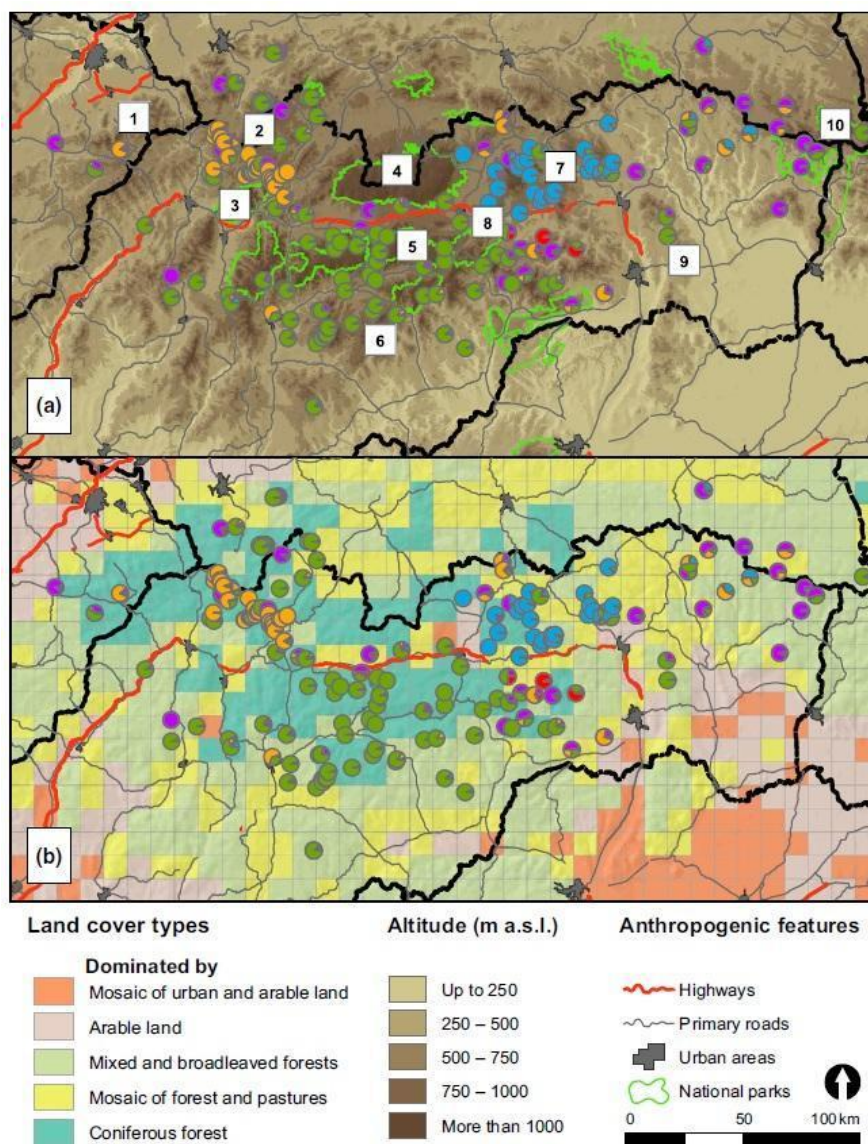 1
2
3
4
5
6
7
8
9
10
(a)
(b)
Land cover types
Dominated by
Mosaic of urban and arable land
Arable land
Mixed and broadleaved forests
Mosaic of forest and pastures
Coniferous forest
Altitude (m a.s.l.)
Up to 250
250 – 500
500 – 750
750 – 1000
More than 1000
Anthropogenic features
Highways
Primary roads
Urban areas
National parks
0 50 100 km